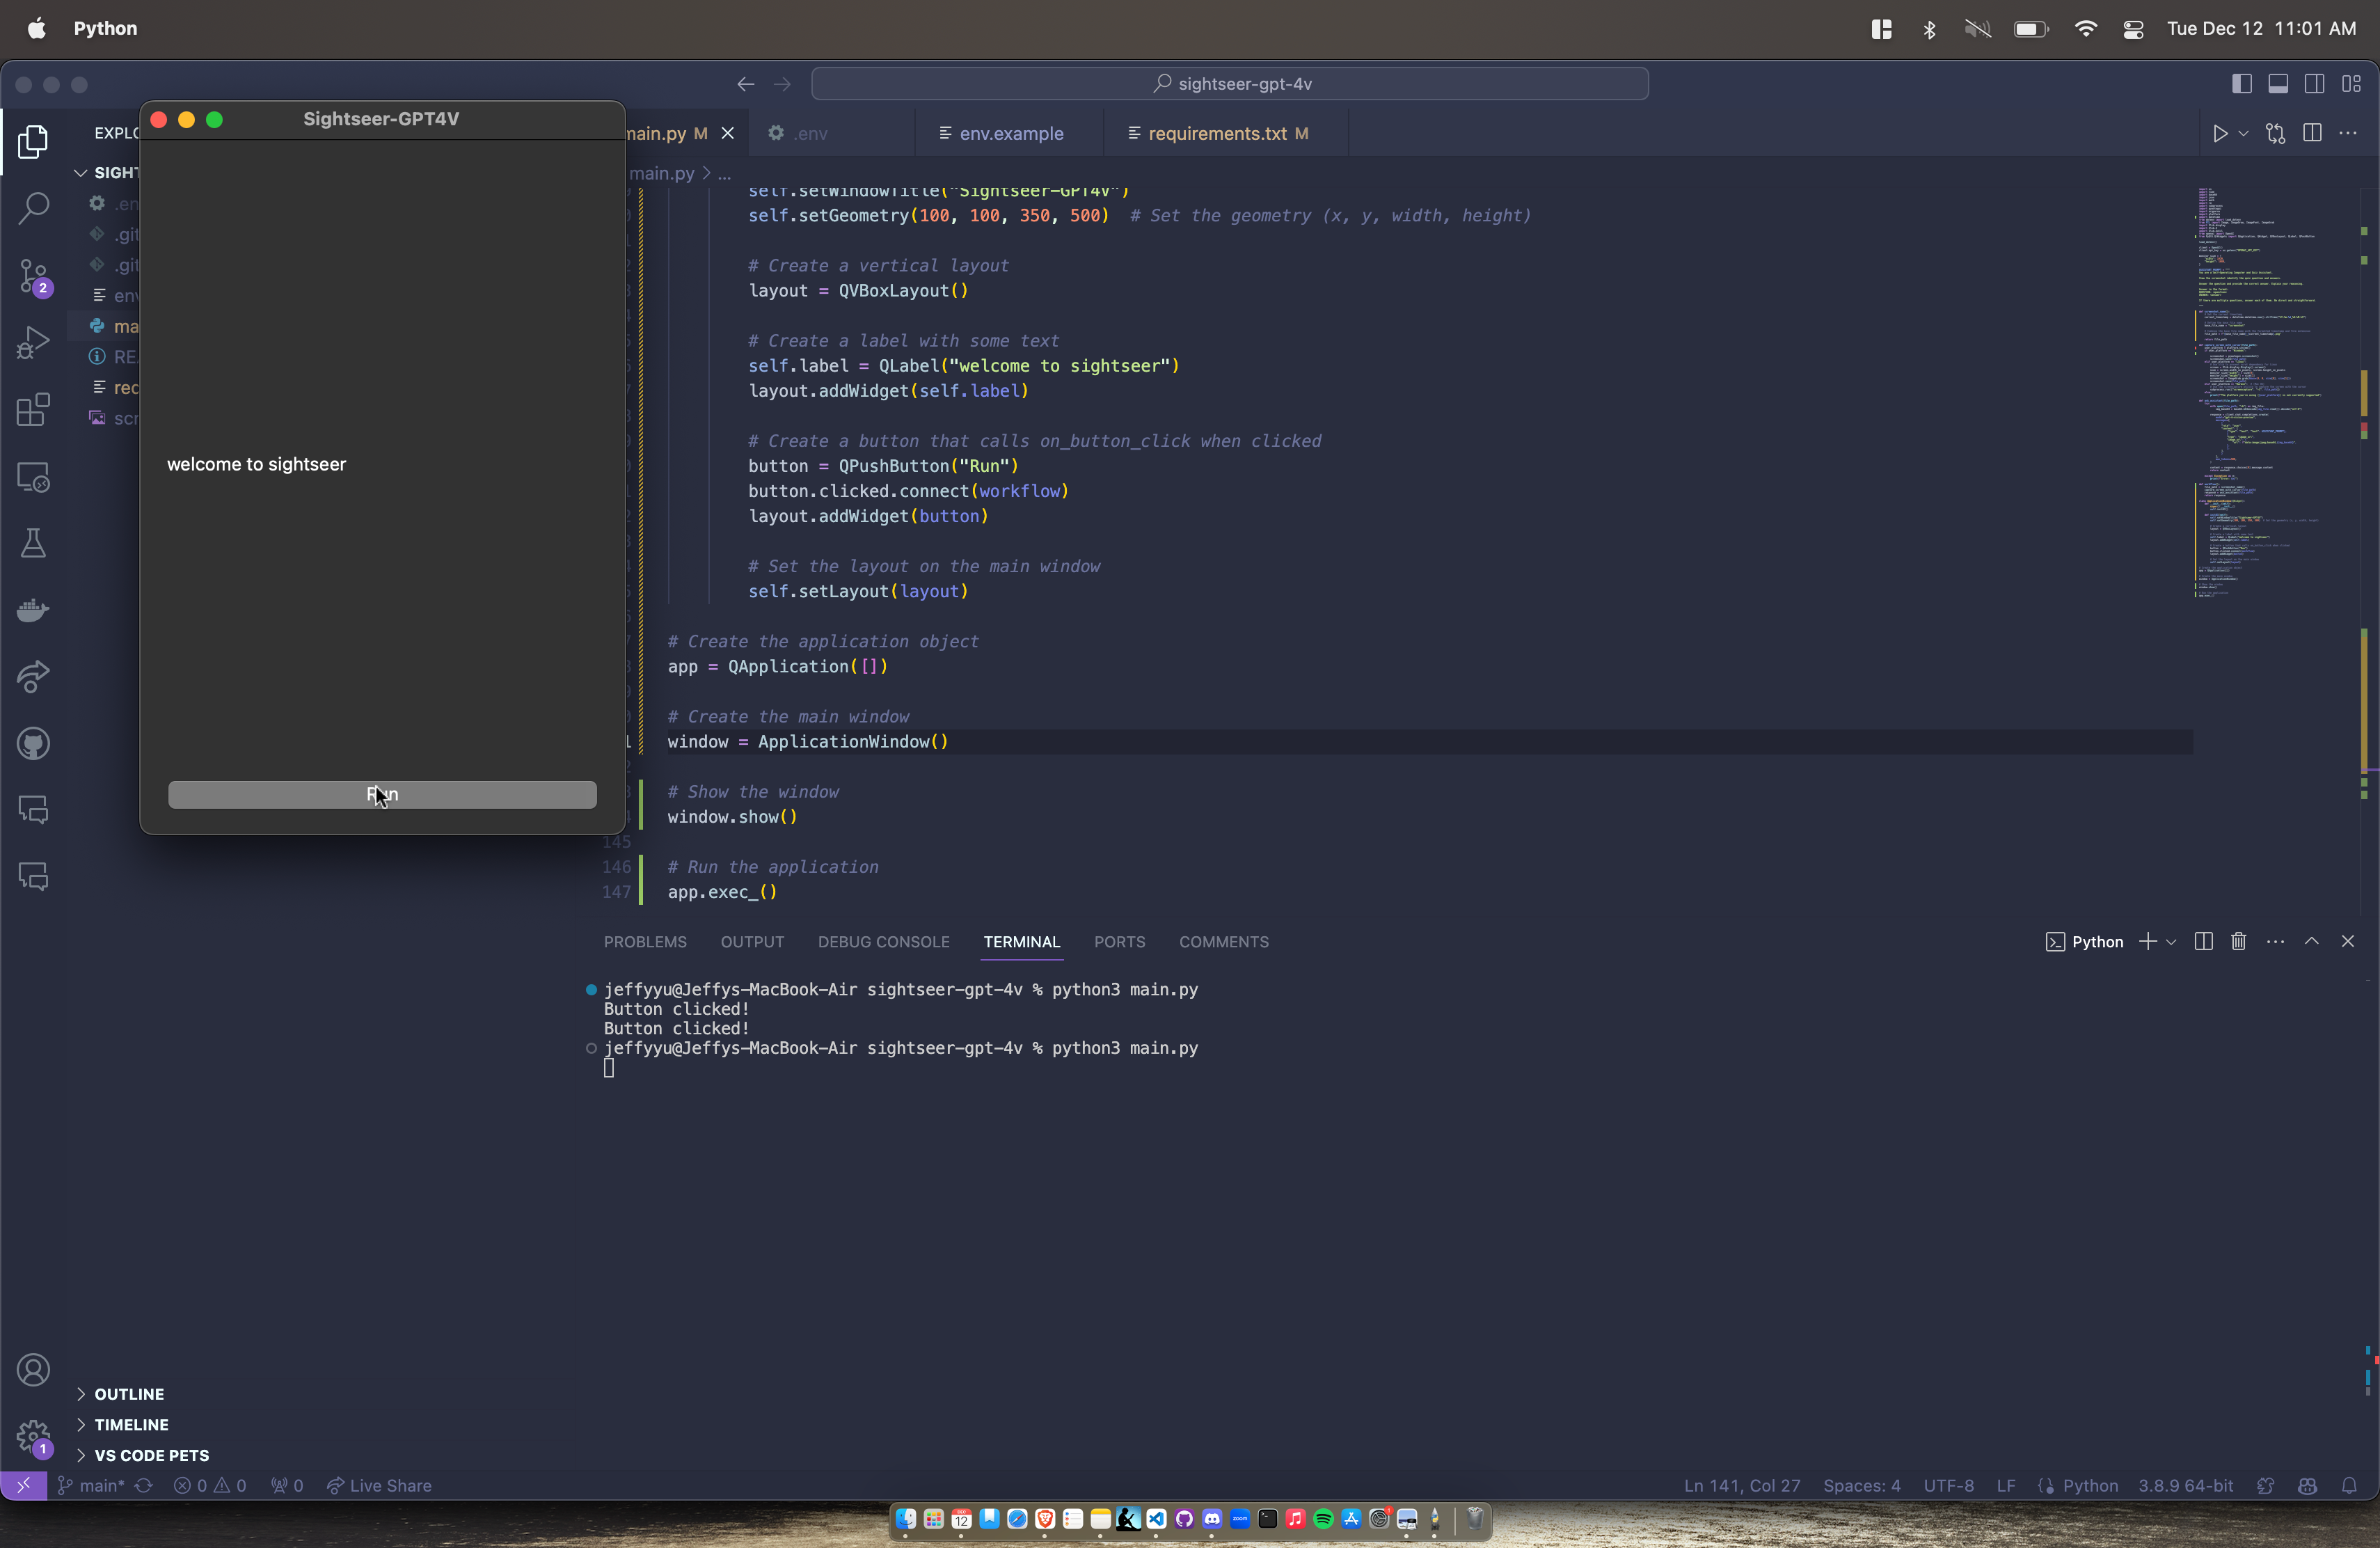 Python
Tue Dec 12 11:01 AM
sightseer-gpt-4v
EXPLO
Sightseer-GPT4V
main.py M
.env
env.example
requirements.txt M
SIGHT
main.py > ...
.en
.git
.git
env
ma
RE
req
scr
welcome to sightseer
Run
self.setWindowTitle("Sightseer-GPT4V")
self.setGeometry(100, 100, 350, 500) # Set the geometry (x, y, width, height)
# Create a vertical layout
layout = QVBoxLayout()
# Create a label with some text
self.label = QLabel("welcome to sightseer")
layout.addWidget(self.label)
# Create a button that calls on_button_click when clicked
button = QPushButton("Run")
button.clicked.connect(workflow)
layout.addWidget(button)
# Set the layout on the main window
self.setLayout(layout)
# Create the application object
app = QApplication([])
# Create the main window
window = ApplicationWindow()
# Show the window
window.show()
145
146 # Run the application
147 app.exec_()
PROBLEMS OUTPUT DEBUG CONSOLE TERMINAL PORTS COMMENTS
Python
jeffyyu@Jeffys-MacBook-Air sightseer-gpt-4v % python3 main.py
Button clicked!
Button clicked!
jeffyyu@Jeffys-MacBook-Air sightseer-gpt-4v % python3 main.py
2
1
OUTLINE
TIMELINE
VS CODE PETS
main* 0 0 0 Live Share
Ln 141, Col 27 Spaces: 4 UTF-8 LF Python 3.8.9 64-bit
12
zoom